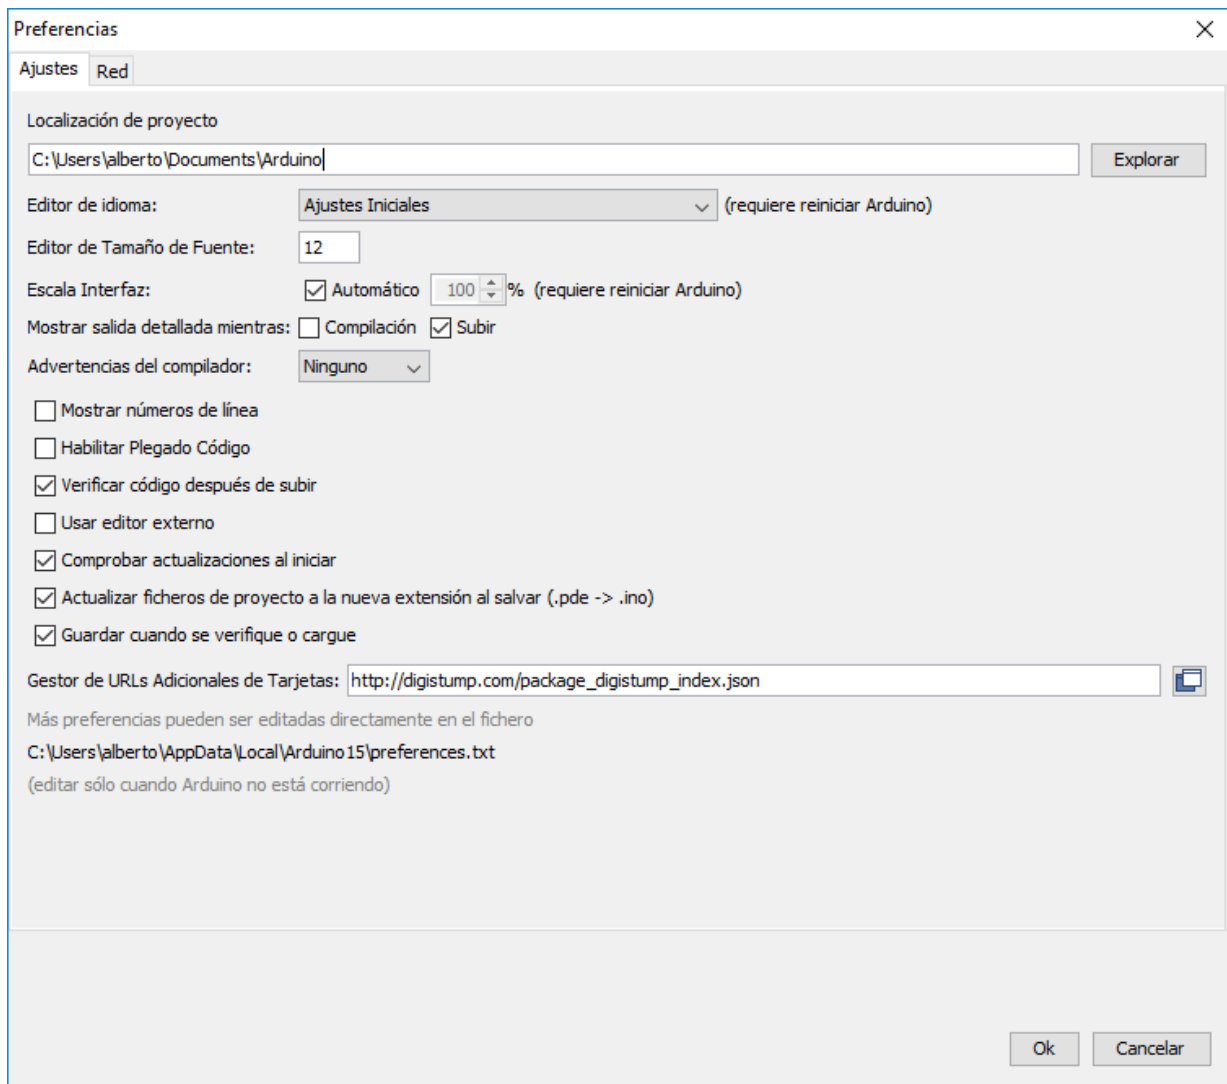 Preferencias
Ajustes Red
Localización de proyecto
C:\Users\alberto\Documents\Arduino Explorar
Editor de idioma: Ajustes Iniciales (requiere reiniciar Arduino)
Editor de Tamaño de Fuente: 12
Escala Interfaz: Automático 100 % (requiere reiniciar Arduino)
Mostrar salida detallada mientras: Compilación Subir
Advertencias del compilador: Ninguno
Mostrar números de línea
Habilitar Plegado Código
Verificar código después de subir
Usar editor externo
Comprobar actualizaciones al iniciar
Actualizar ficheros de proyecto a la nueva extensión al salvar (.pde -> .ino)
Guardar cuando se verifique o cargue
Gestor de URLs Adicionales de Tarjetas: http://digistump.com/package_digistump_index.json
Más preferencias pueden ser editadas directamente en el fichero
C:\Users\alberto\AppData\Local\Arduino15\preferences.txt
(editar sólo cuando Arduino no está corriendo)
Ok Cancelar